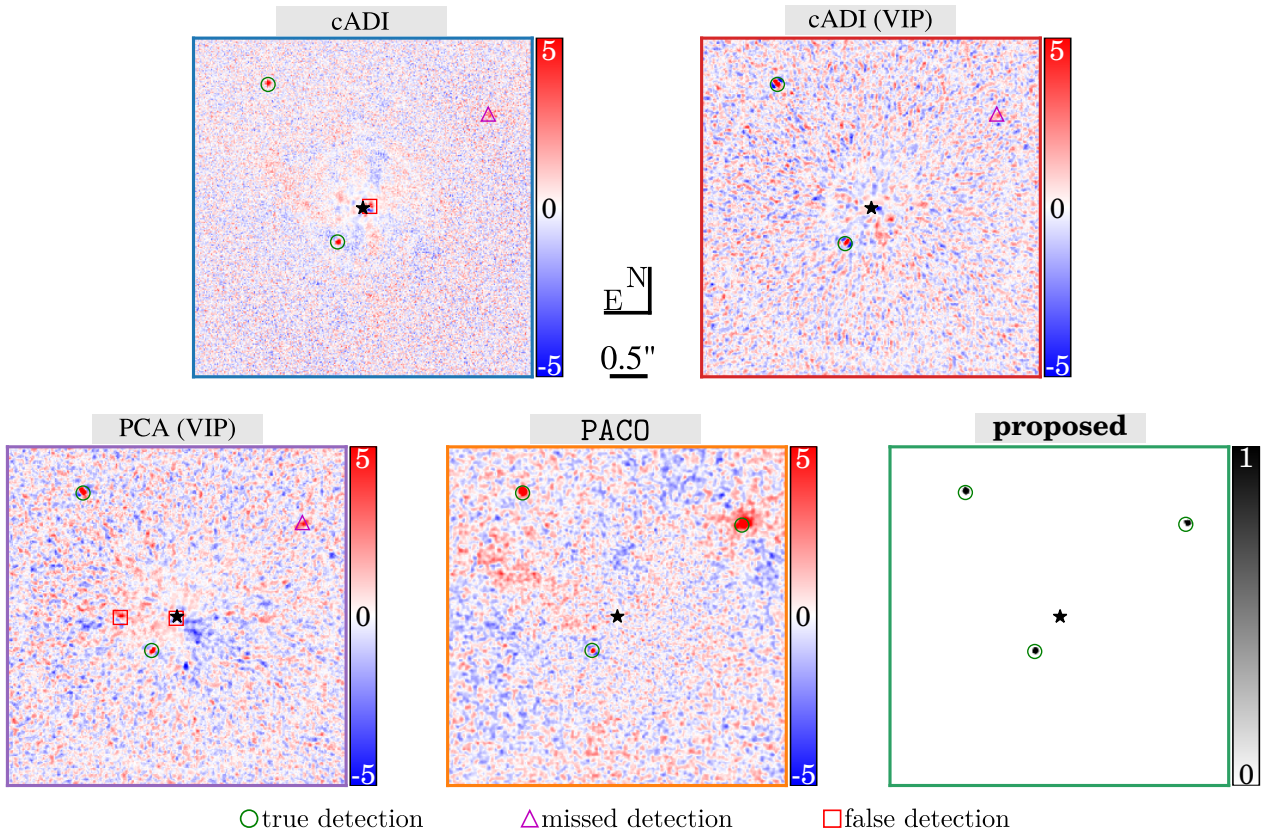 cADI
cADI (VIP)
5
0
-5
5
0
-5
N
E
0.5"
PCA (VIP)
PACO
proposed
5
0
-5
5
0
-5
1
0
true detection
missed detection
false detection